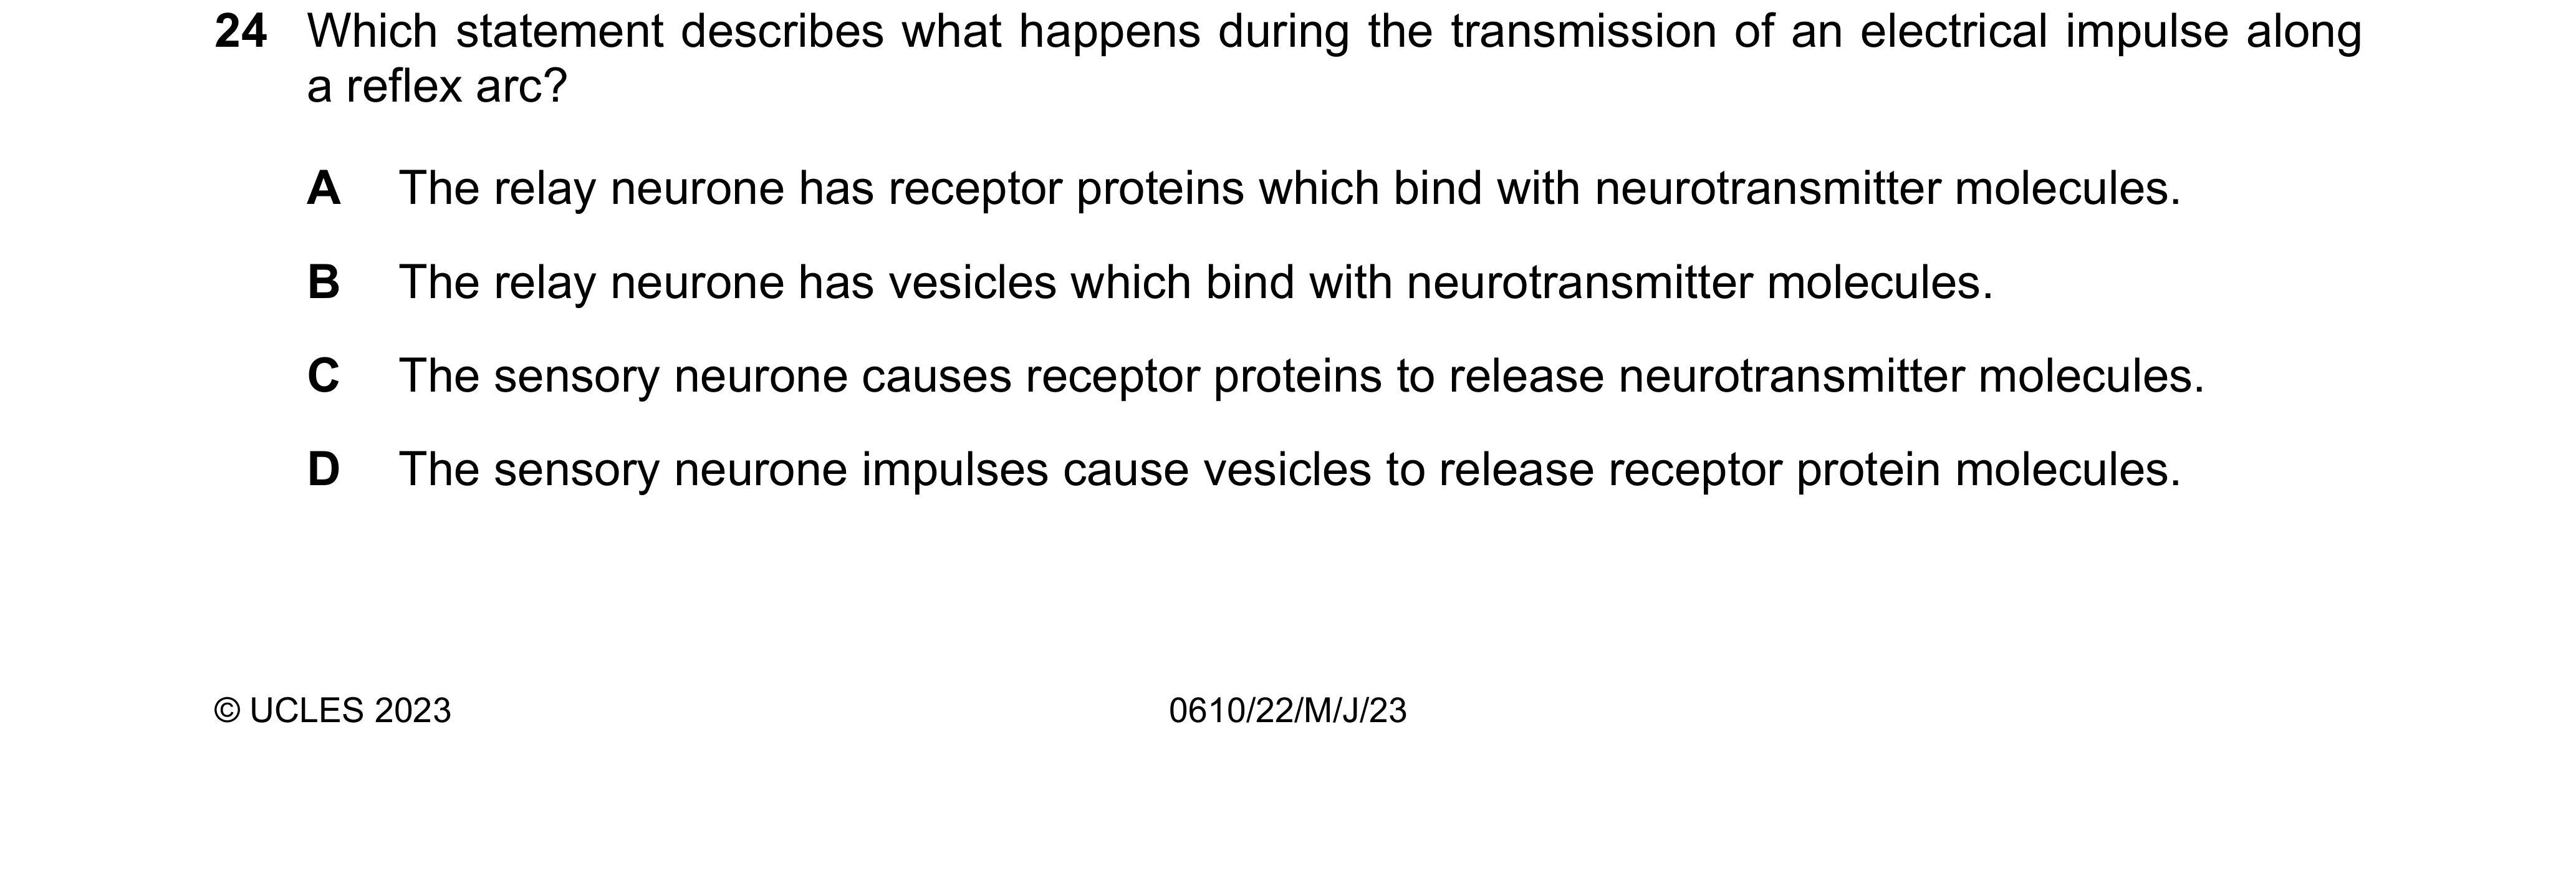 24 Which statement describes what happens during the transmission of an electrical impulse along
a reflex arc?
A The relay neurone has receptor proteins which bind with neurotransmitter molecules.
B The relay neurone has vesicles which bind with neurotransmitter molecules.
C The sensory neurone causes receptor proteins to release neurotransmitter molecules.
D The sensory neurone impulses cause vesicles to release receptor protein molecules.
© UCLES 2023 0610/22/M/J/23